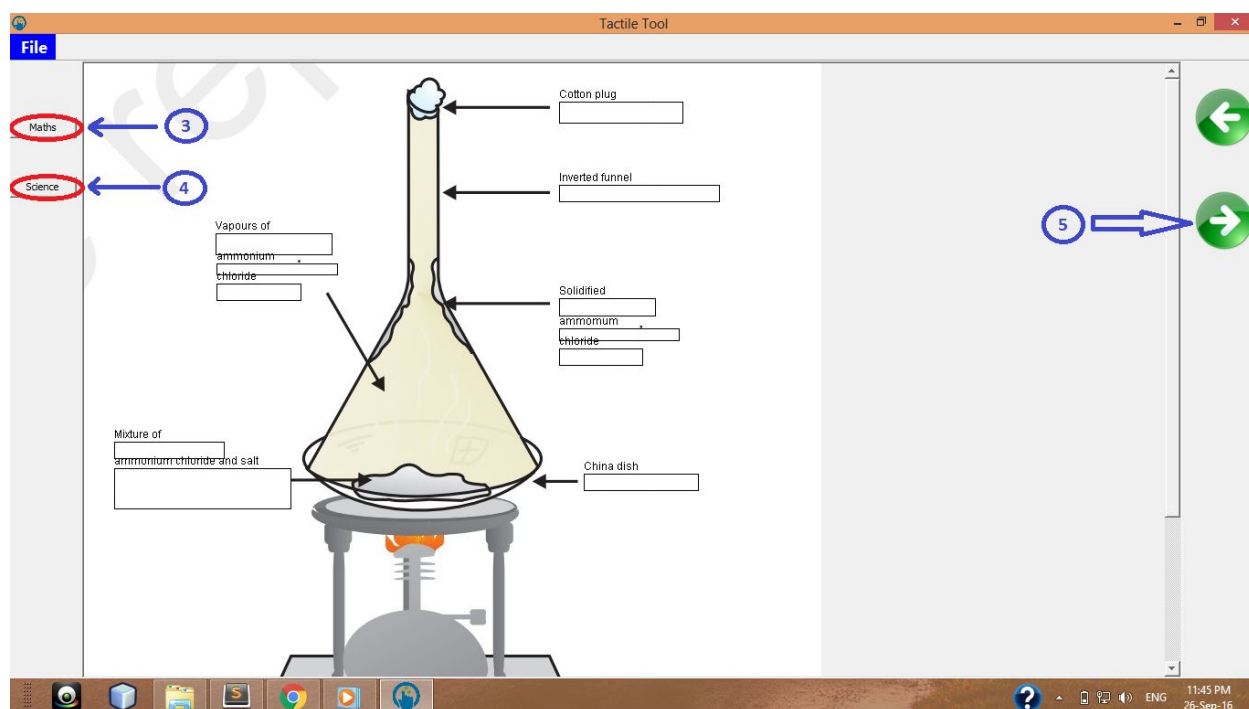 Tactile Tool
File
Maths
3
Science
4
Cotton plug
Inverted funnel
5
Vapours of
ammonium
chloride
Solidified
ammomum
chloride
Mixture of
ammonium chloride and salt
China dish
ENG
11:45 PM
26-Sep-16